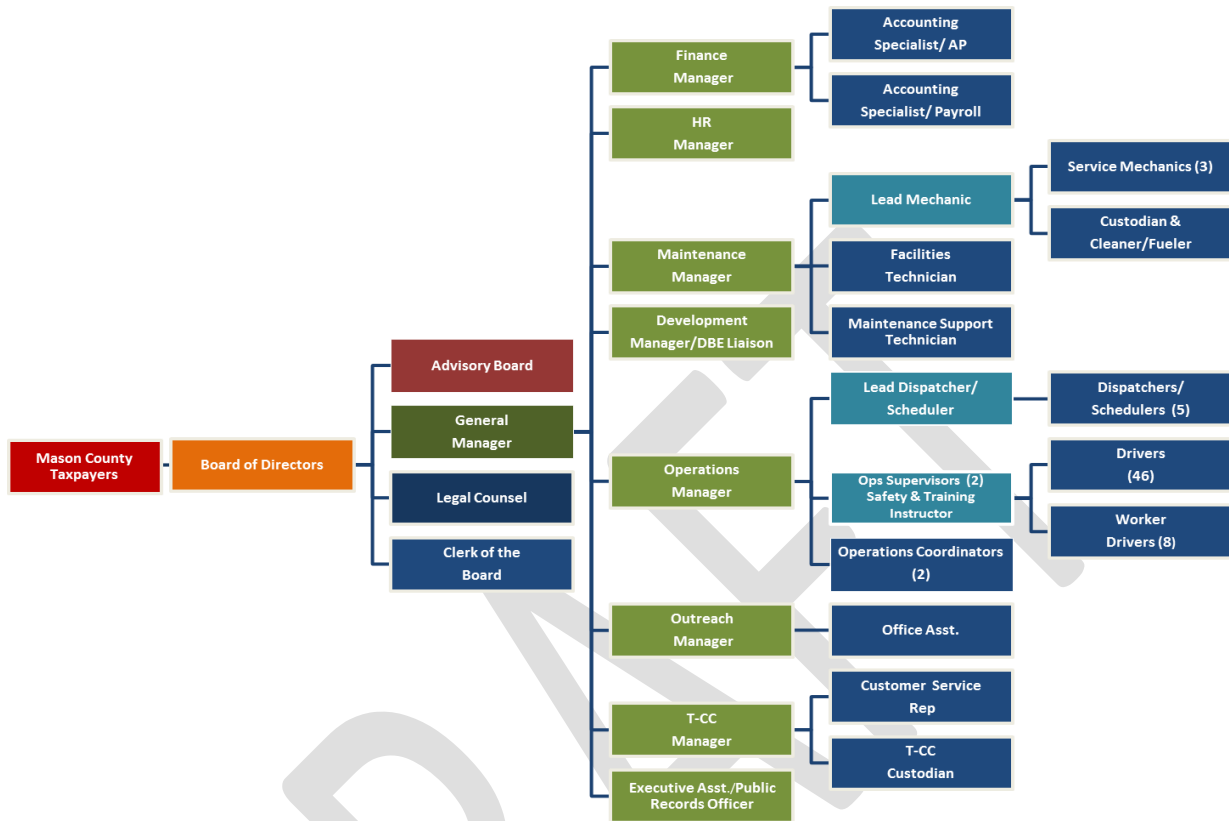 Mason County
Taxpayers
Board of Directors
Advisory Board
General
Manager
Legal Counsel
Clerk of the
Board
Finance
Manager
Accounting
Specialist/ AP
Accounting
Specialist/ Payroll
HR
Manager
Maintenance
Manager
Lead Mechanic
Service Mechanics (3)
Custodian &
Cleaner/Fueler
Facilities
Technician
Maintenance Support
Technician
Development
Manager/DBE Liaison
Operations
Manager
Lead Dispatcher/
Scheduler
Dispatchers/
Schedulers (5)
Ops Supervisors (2)
Safety & Training
Instructor
Drivers
(46)
Worker
Drivers (8)
Operations Coordinators
(2)
Outreach
Manager
Office Asst.
T-CC
Manager
Customer Service
Rep
T-CC
Custodian
Executive Asst./Public
Records Officer
DRAFT